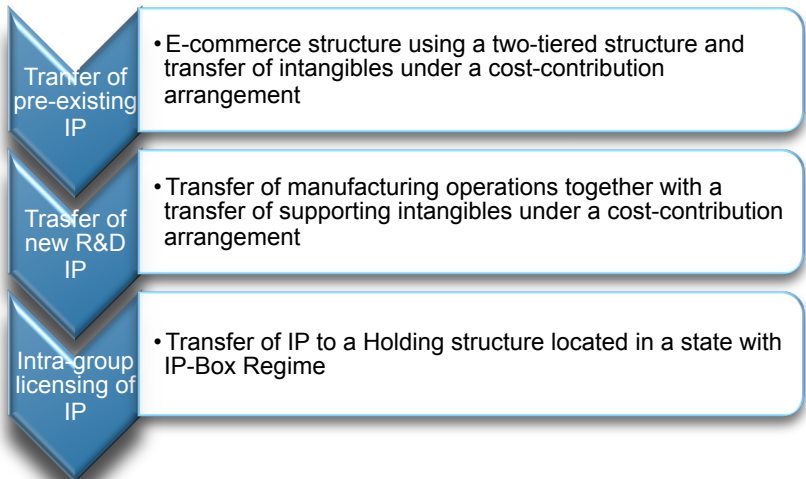 Tranfer of
pre-existing
IP
• E-commerce structure using a two-tiered structure and
transfer of intangibles under a cost-contribution
arrangement
Trasfer of
new R&D
IP
• Transfer of manufacturing operations together with a
transfer of supporting intangibles under a cost-contribution
arrangement
Intra-group
licensing of
IP
• Transfer of IP to a Holding structure located in a state with
IP-Box Regime